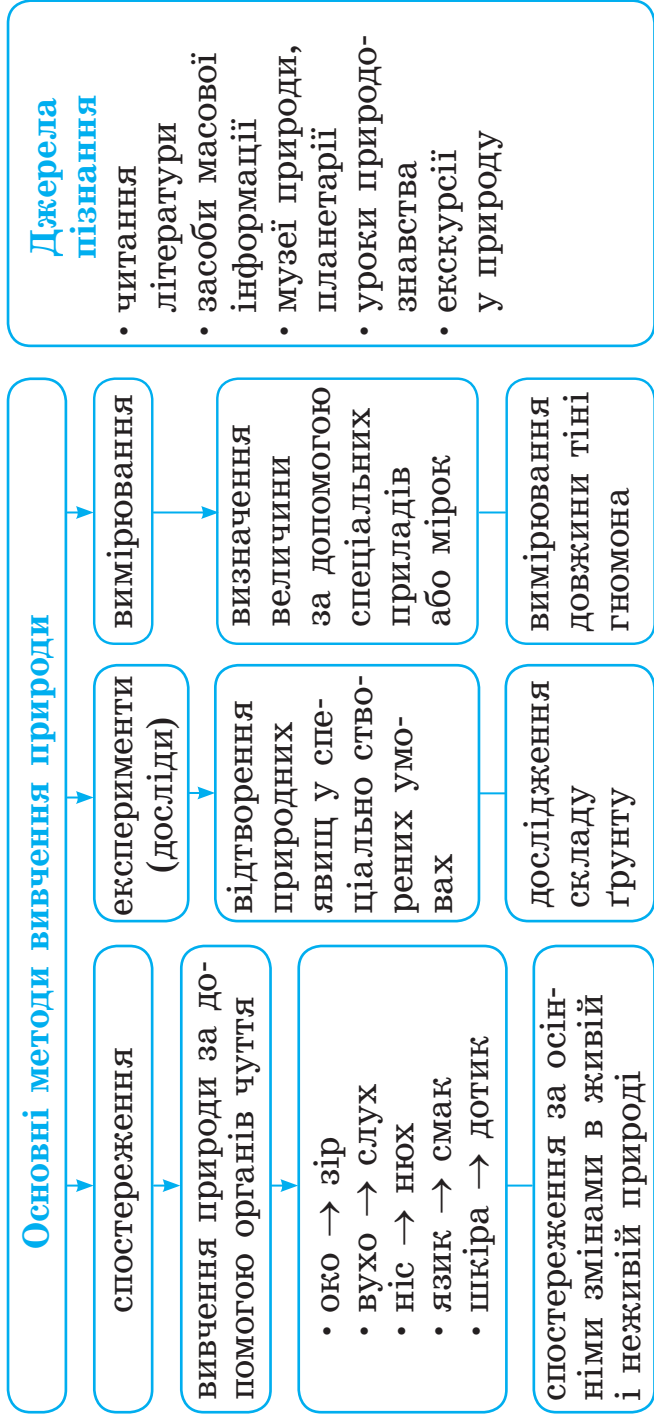 Основні методи вивчення природи
спостереження
вивчення природи за до-
помогою органів чуття
• око → зір
• вухо → слух
• ніс → нюх
• язик → смак
• шкіра → дотик
спостереження за осін-
німи змінами в живій
і неживій природі
експерименти
(досліди)
відтворення
природних
явищ у спе-
ціально ство-
рених умо-
вах
дослідження
складу
ґрунту
вимірювання
визначення
величини
за допомогою
спеціальних
приладів
або мірок
вимірювання
довжини тіні
гномона
Джерела
пізнання
• читання
літератури
• засоби масової
інформації
• музеї природи,
планетарії
• уроки природо-
знавства
• екскурсії
у природу